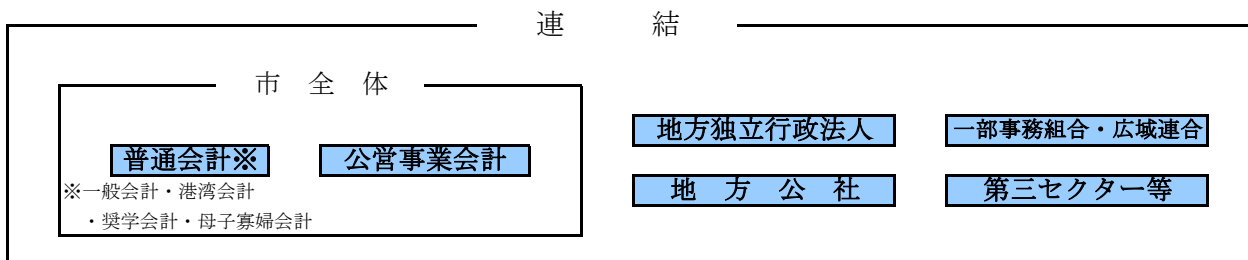 連　　結
市　全　体
普通会計※
公営事業会計
※一般会計・港湾会計
・奨学会計・母子寡婦会計
地方独立行政法人
一部事務組合・広域連合
地　方　公　社
第三セクター等